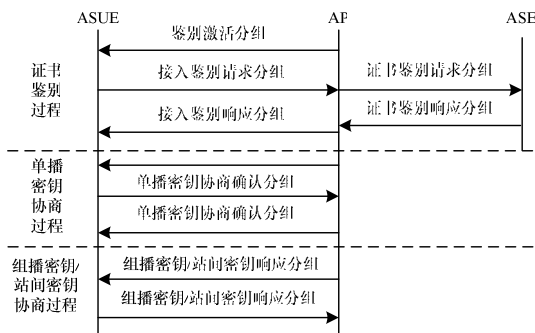 ASUE AP ASE
鉴别激活分组
证书
鉴别
过程
接入鉴别请求分组 证书鉴别请求分组
接入鉴别响应分组 证书鉴别响应分组
单播
密钥
协商
过程
单播密钥协商确认分组
单播密钥协商确认分组
组播密钥/
站间密钥
协商过程
组播密钥/站间密钥响应分组
组播密钥/站间密钥响应分组